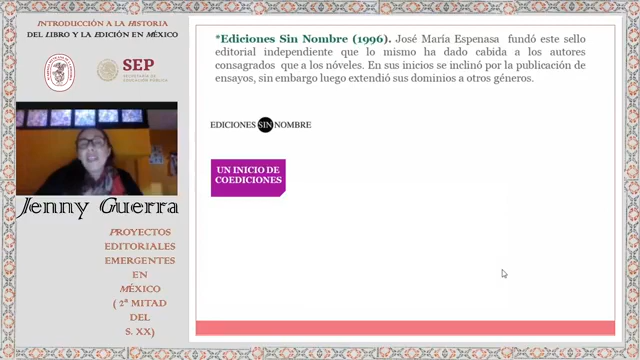 INTRODUCCIÓN A LA HISTORIA
DEL LIBRO Y LA EDICIÓN EN MÉXICO
SEP
SECRETARÍA DE
EDUCACIÓN PÚBLICA
Jenny Guerra
PROYECTOS
EDITORIALES
EMERGENTES
EN
MÉXICO
( 2ª MITAD
DEL
S. XX)
*Ediciones Sin Nombre (1996). José María Espenasa fundó este sello
editorial independiente que lo mismo ha dado cabida a los autores
consagrados que a los nóveles. En sus inicios se inclinó por la publicación de
ensayos, sin embargo luego extendió sus dominios a otros géneros.
EDICIONES SIN NOMBRE
UN INICIO DE
COEDICIONES